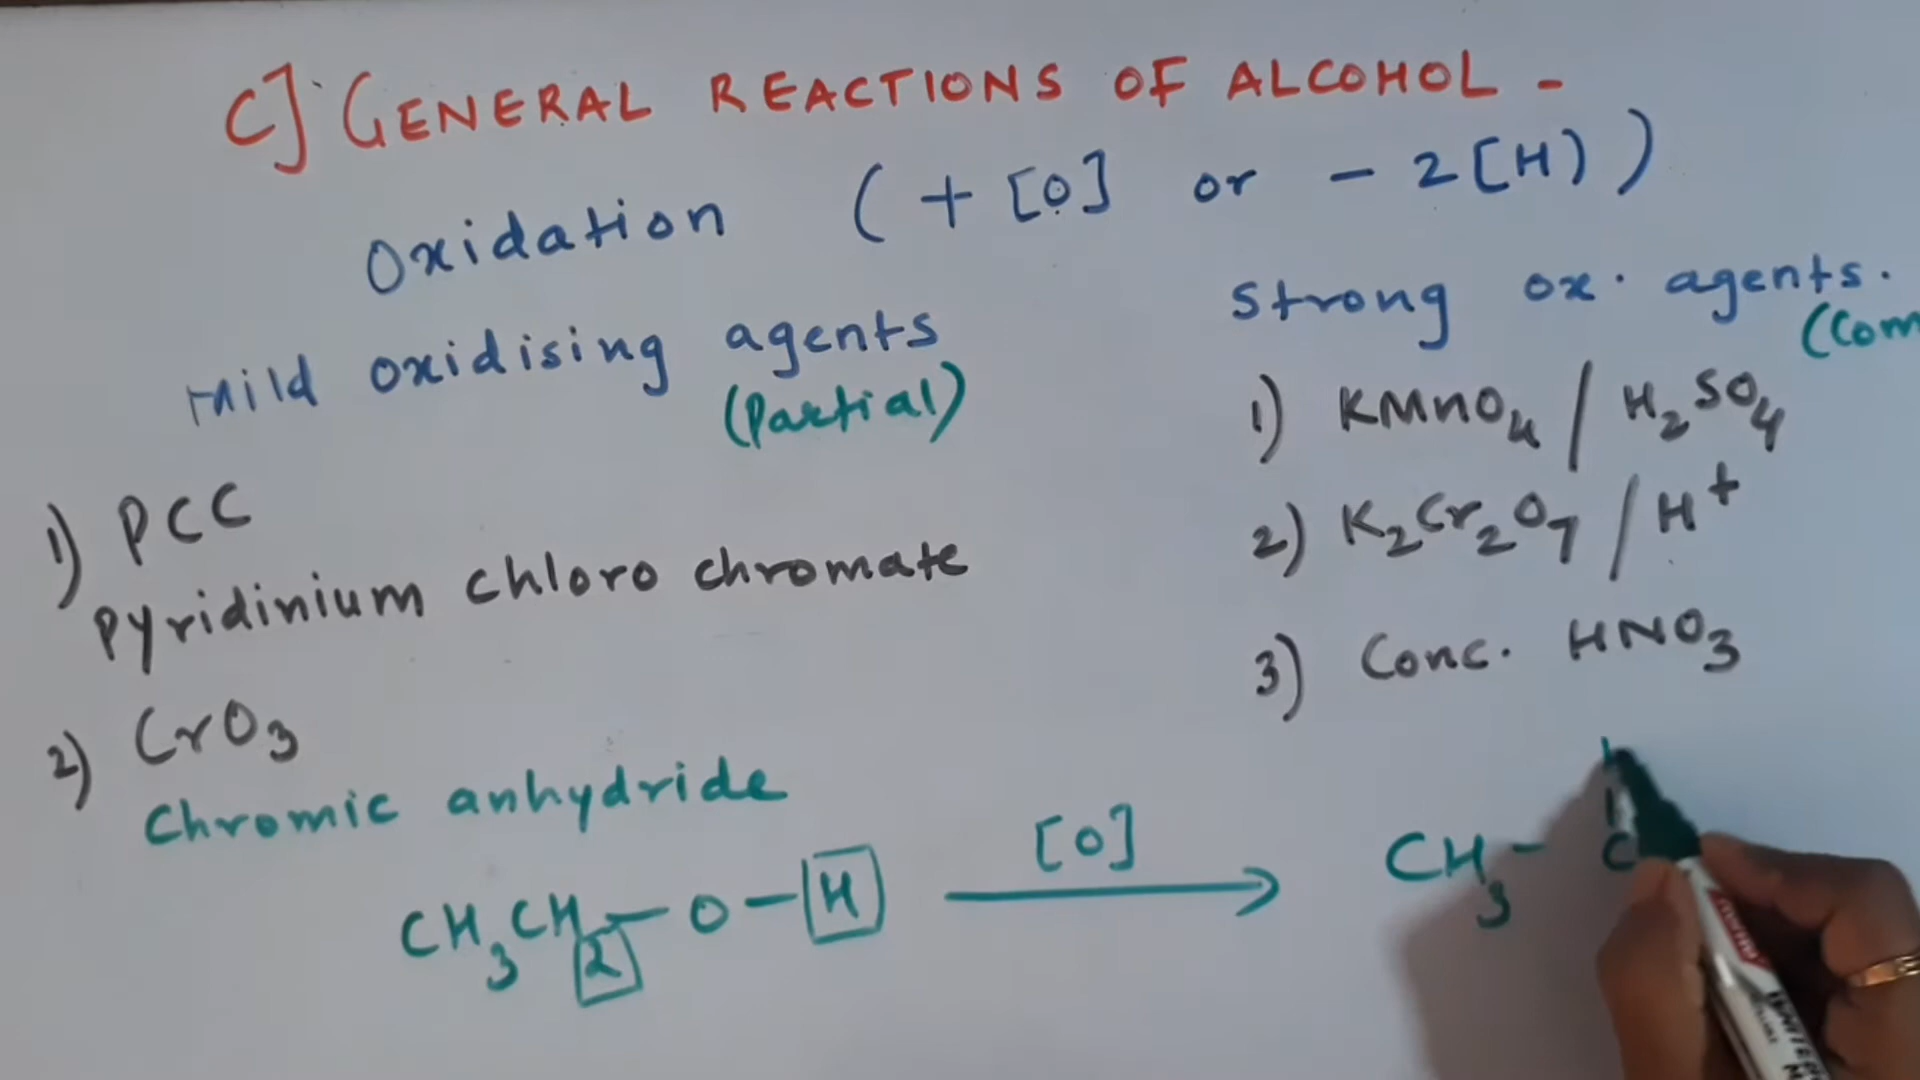 C] GENERAL REACTIONS OF ALCOHOL -
Oxidation ( + [O] or - 2[H) )
Mild oxidising agents
(Partial)
1) PCC
Pyridinium chloro chromate
2) CrO3
Chromic anhydride
Strong ox. agents.
(Com
1) KMnO4 / H2SO4
2) K2Cr2O7 / H+
3) Conc. HNO3
CH3CH2 - O - H [O] → CH3 - C